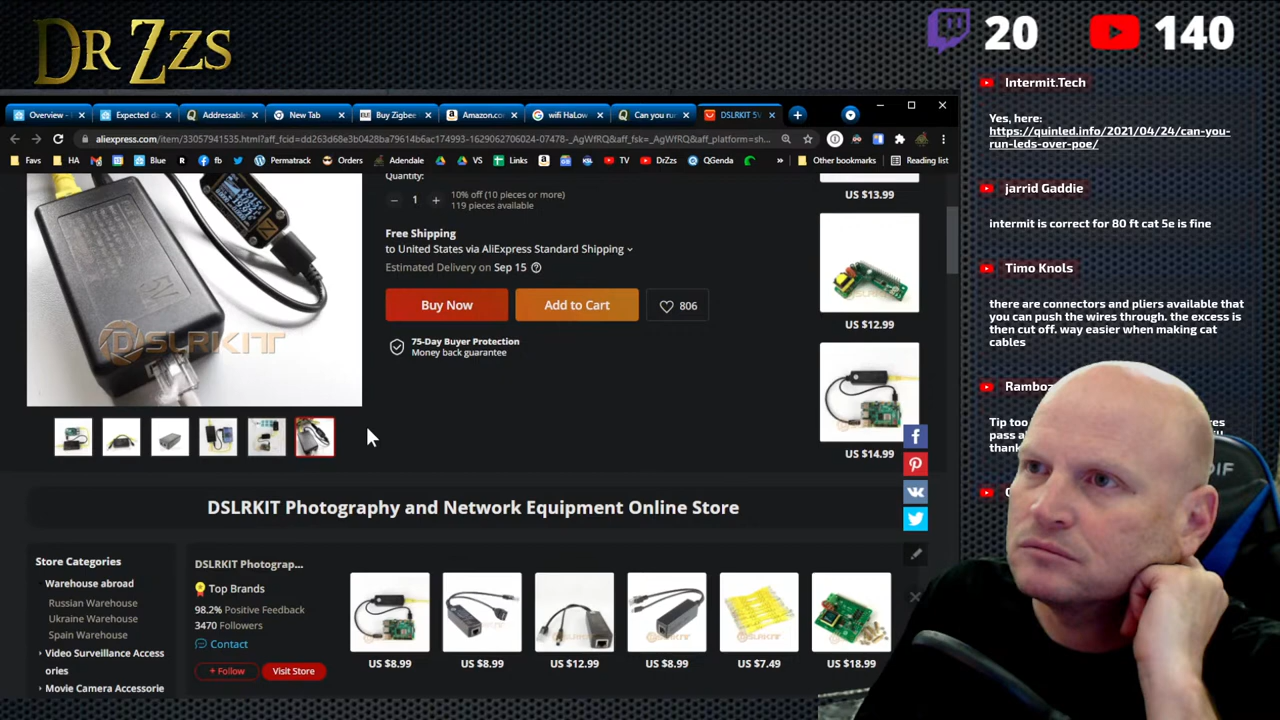 DR ZZS
20
140
Overview -
Expected da
Addressable
New Tab
Buy Zigbee
Amazon.co
wifi HaLow
Can you ru
DSLRKIT 5V
aliexpress.com/item/33057941535.html?aff_fcid=dd263d68e3b0428ba79614b6ac174993-1629062706024-07478-_AgWfRQ&aff_fsk=_AgWfRQ&aff_platform=sh...
Favs
HA
Blue
R
fb
Twitter
Permatrack
Orders
Adendale
VS
Links
AWS
KSL
TV
DrZzs
QGenda
Other bookmarks
Reading list
Quantity:
1
10% off (10 pieces or more)
119 pieces available
Free Shipping
to United States via AliExpress Standard Shipping
Estimated Delivery on Sep 15
Buy Now
Add to Cart
806
75-Day Buyer Protection
Money back guarantee
5V
DSLRKIT
US $13.99
US $12.99
US $14.99
DSLRKIT Photography and Network Equipment Online Store
Store Categories
Warehouse abroad
Russian Warehouse
Ukraine Warehouse
Spain Warehouse
Video Surveillance Access
ories
Movie Camera Accessorie
DSLRKIT Photograp...
Top Brands
98.2% Positive Feedback
3470 Followers
Contact
+ Follow
Visit Store
US $8.99
US $8.99
US $12.99
US $8.99
US $7.49
US $18.99
Intermit.Tech
Yes, here:
https://quinled.info/2021/04/24/can-you-
run-leds-over-poe/
jarrid Gaddie
intermit is correct for 80 ft cat 5e is fine
Timo Knols
there are connectors and pliers available that
you can push the wires through. the excess is
then cut off. way easier when making cat
cables
Ramboz
Tip too
pass a
thank